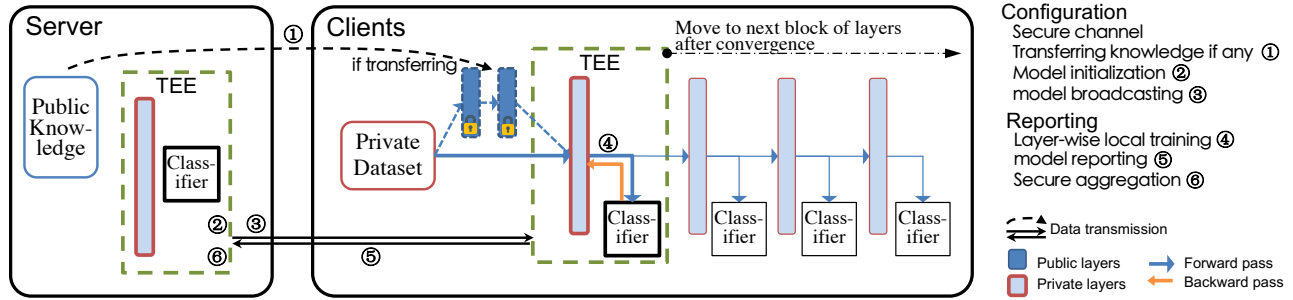 Server
Public
Know-
ledge
TEE
Class-
ifier
②
③
⑥
⑤
①
Clients
if transferring
Private
Dataset
TEE
④
Class-
ifier
Move to next block of layers
after convergence
Class-
ifier
Class-
ifier
Class-
ifier
Configuration
Secure channel
Transferring knowledge if any ①
Model initialization ②
model broadcasting ③
Reporting
Layer-wise local training ④
model reporting ⑤
Secure aggregation ⑥
Data transmission
Public layers
Forward pass
Private layers
Backward pass